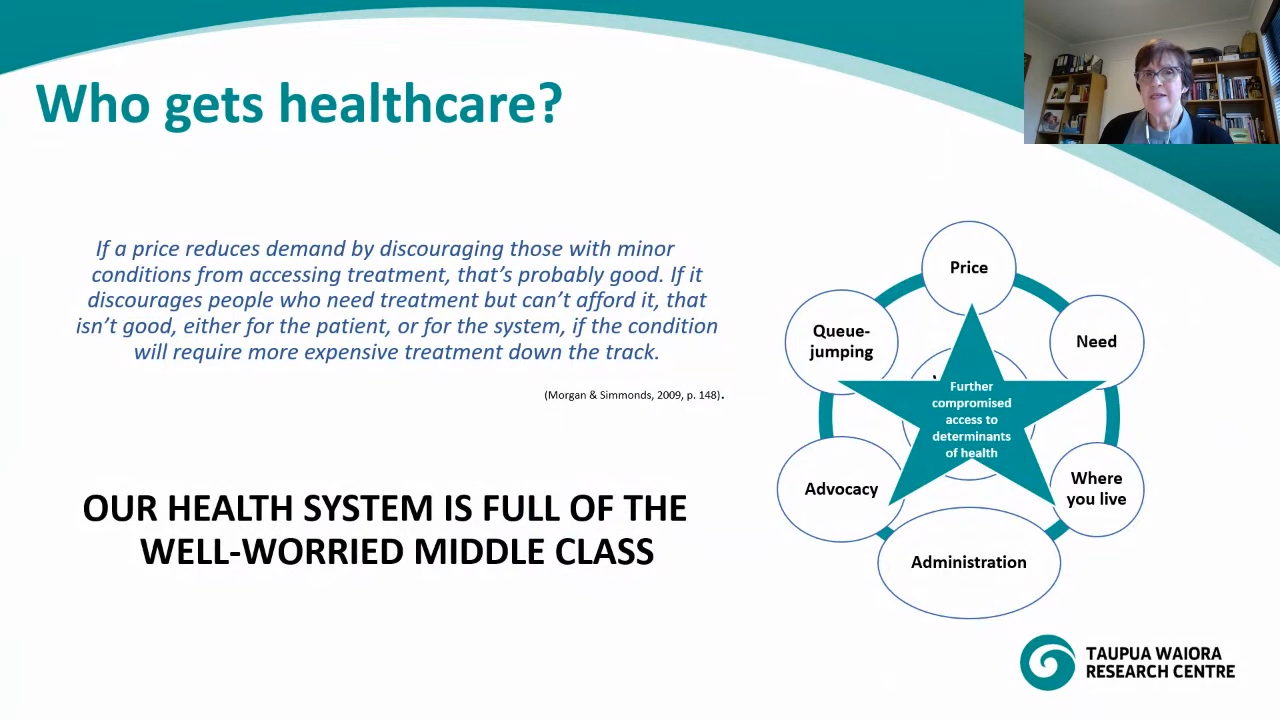 Who gets healthcare?
If a price reduces demand by discouraging those with minor
conditions from accessing treatment, that's probably good. If it
discourages people who need treatment but can't afford it, that
isn't good, either for the patient, or for the system, if the condition
will require more expensive treatment down the track.
(Morgan & Simmonds, 2009, p. 148).
OUR HEALTH SYSTEM IS FULL OF THE
WELL-WORRIED MIDDLE CLASS
Price
Need
Where
you live
Administration
Advocacy
Queue-
jumping
Further
compromised
access to
determinants
of health
TAUPUA WAIORA
RESEARCH CENTRE